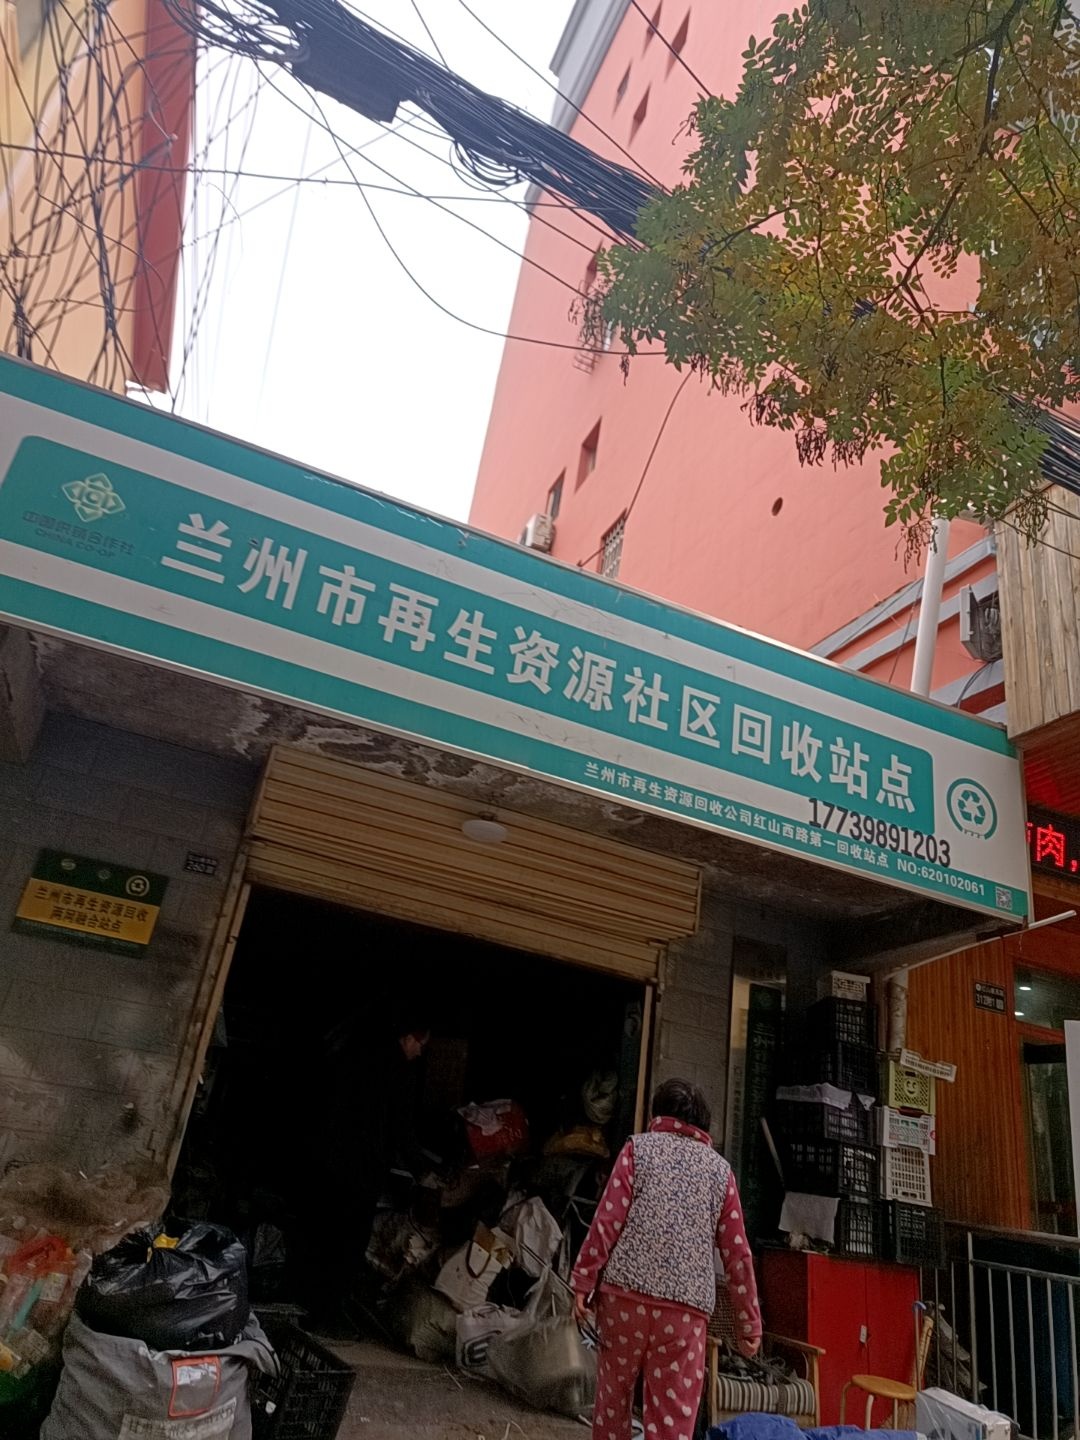 中国供销合作社
CHINA CO-OP
兰州市再生资源社区回收站点
17739891203
兰州市再生资源回收公司红山西路第一回收站点 NO:620102061
肉,
兰州市再生资源回收
两网融合站点